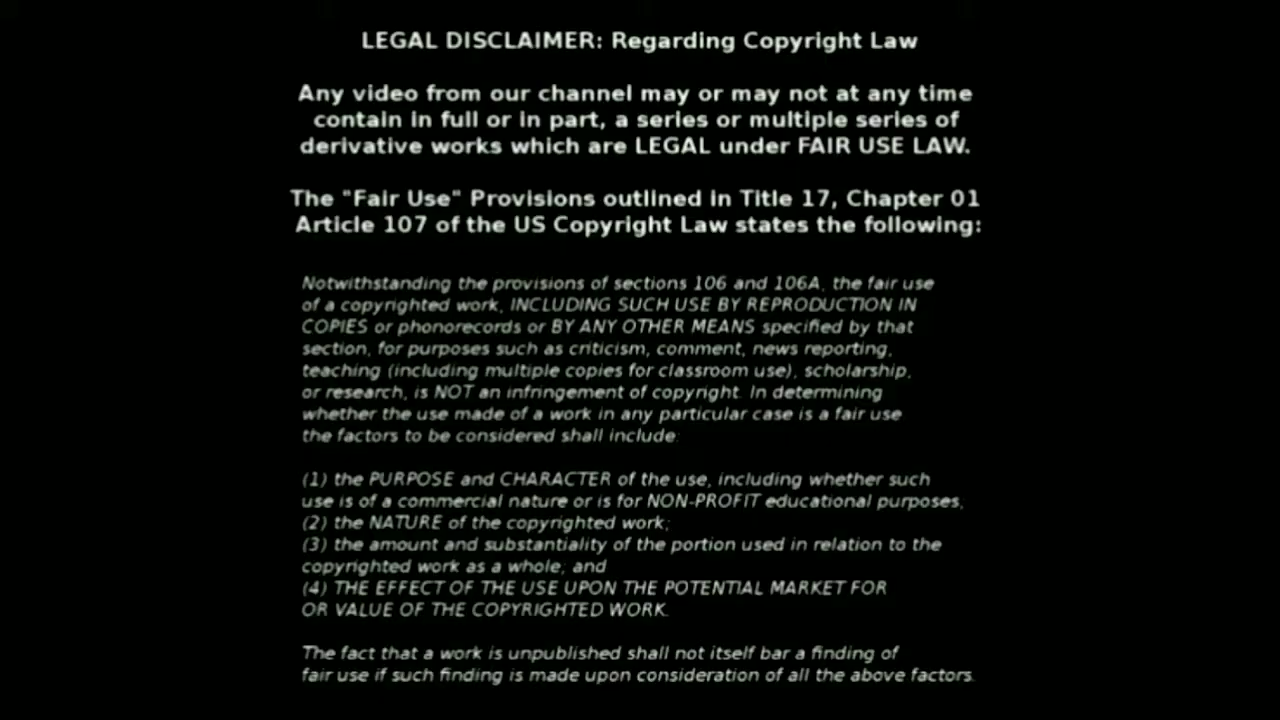 LEGAL DISCLAIMER: Regarding Copyright Law
Any video from our channel may or may not at any time
contain in full or in part, a series or multiple series of
derivative works which are LEGAL under FAIR USE LAW.
The "Fair Use" Provisions outlined in Title 17, Chapter 01
Article 107 of the US Copyright Law states the following:
Notwithstanding the provisions of sections 106 and 106A, the fair use
of a copyrighted work, INCLUDING SUCH USE BY REPRODUCTION IN
COPIES or phonorecords or BY ANY OTHER MEANS specified by that
section, for purposes such as criticism, comment, news reporting,
teaching (including multiple copies for classroom use), scholarship,
or research, is NOT an infringement of copyright. In determining
whether the use made of a work in any particular case is a fair use
the factors to be considered shall include:
(1) the PURPOSE and CHARACTER of the use, including whether such
use is of a commercial nature or is for NON-PROFIT educational purposes;
(2) the NATURE of the copyrighted work;
(3) the amount and substantiality of the portion used in relation to the
copyrighted work as a whole; and
(4) THE EFFECT OF THE USE UPON THE POTENTIAL MARKET FOR
OR VALUE OF THE COPYRIGHTED WORK.
The fact that a work is unpublished shall not itself bar a finding of
fair use if such finding is made upon consideration of all the above factors.